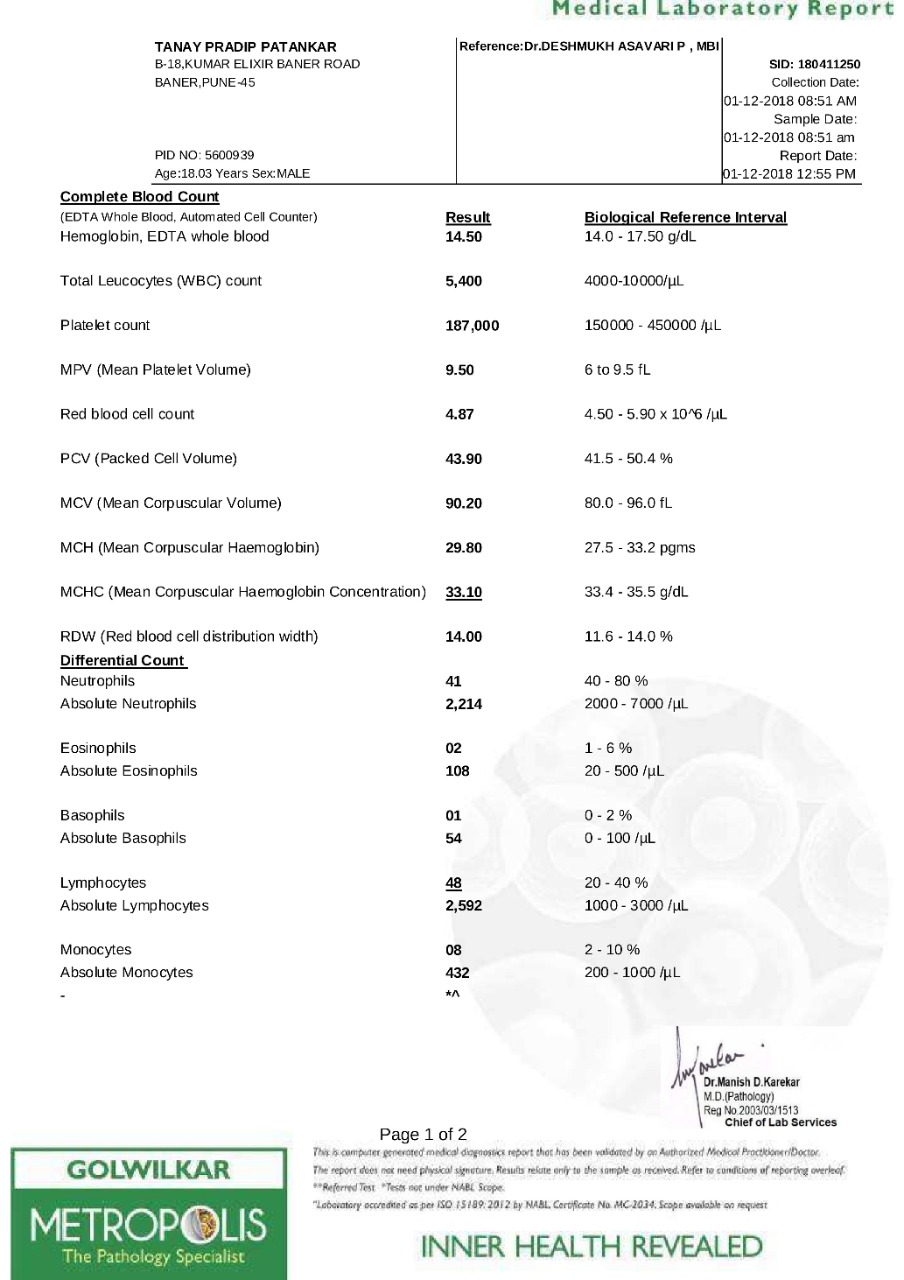 Medical Laboratory Report
TANAY PRADIP PATANKAR
B-18,KUMAR ELIXIR BANER ROAD
BANER,PUNE-45
PID NO: 5600939
Age:18.03 Years Sex:MALE
Reference:Dr.DESHMUKH ASAVARI P , MBI
SID: 180411250
Collection Date:
01-12-2018 08:51 AM
Sample Date:
01-12-2018 08:51 am
Report Date:
01-12-2018 12:55 PM
Complete Blood Count
(EDTA Whole Blood, Automated Cell Counter) Result Biological Reference Interval
Hemoglobin, EDTA whole blood 14.50 14.0 - 17.50 g/dL
Total Leucocytes (WBC) count 5,400 4000-10000/µL
Platelet count 187,000 150000 - 450000 /µL
MPV (Mean Platelet Volume) 9.50 6 to 9.5 fL
Red blood cell count 4.87 4.50 - 5.90 x 10^6 /µL
PCV (Packed Cell Volume) 43.90 41.5 - 50.4 %
MCV (Mean Corpuscular Volume) 90.20 80.0 - 96.0 fL
MCH (Mean Corpuscular Haemoglobin) 29.80 27.5 - 33.2 pgms
MCHC (Mean Corpuscular Haemoglobin Concentration) 33.10 33.4 - 35.5 g/dL
RDW (Red blood cell distribution width) 14.00 11.6 - 14.0 %
Differential Count
Neutrophils 41 40 - 80 %
Absolute Neutrophils 2,214 2000 - 7000 /µL
Eosinophils 02 1 - 6 %
Absolute Eosinophils 108 20 - 500 /µL
Basophils 01 0 - 2 %
Absolute Basophils 54 0 - 100 /µL
Lymphocytes 48 20 - 40 %
Absolute Lymphocytes 2,592 1000 - 3000 /µL
Monocytes 08 2 - 10 %
Absolute Monocytes 432 200 - 1000 /µL
- *^
Dr.Manish D.Karekar
M.D.(Pathology)
Reg No.2003/03/1513
Chief of Lab Services
Page 1 of 2
This is computer generated medical diagnostics report that has been validated by an Authorized Medical Practitioner/Doctor.
The report does not need physical signature. Results relate only to the sample as received. Refer to conditions of reporting overleaf.
**Referred Test *Tests not under NABL Scope.
^Laboratory accredited as per ISO 15189:2012 by NABL, Certificate No. MC-2034. Scope available on request
GOLWILKAR
METROPOLIS
The Pathology Specialist
INNER HEALTH REVEALED